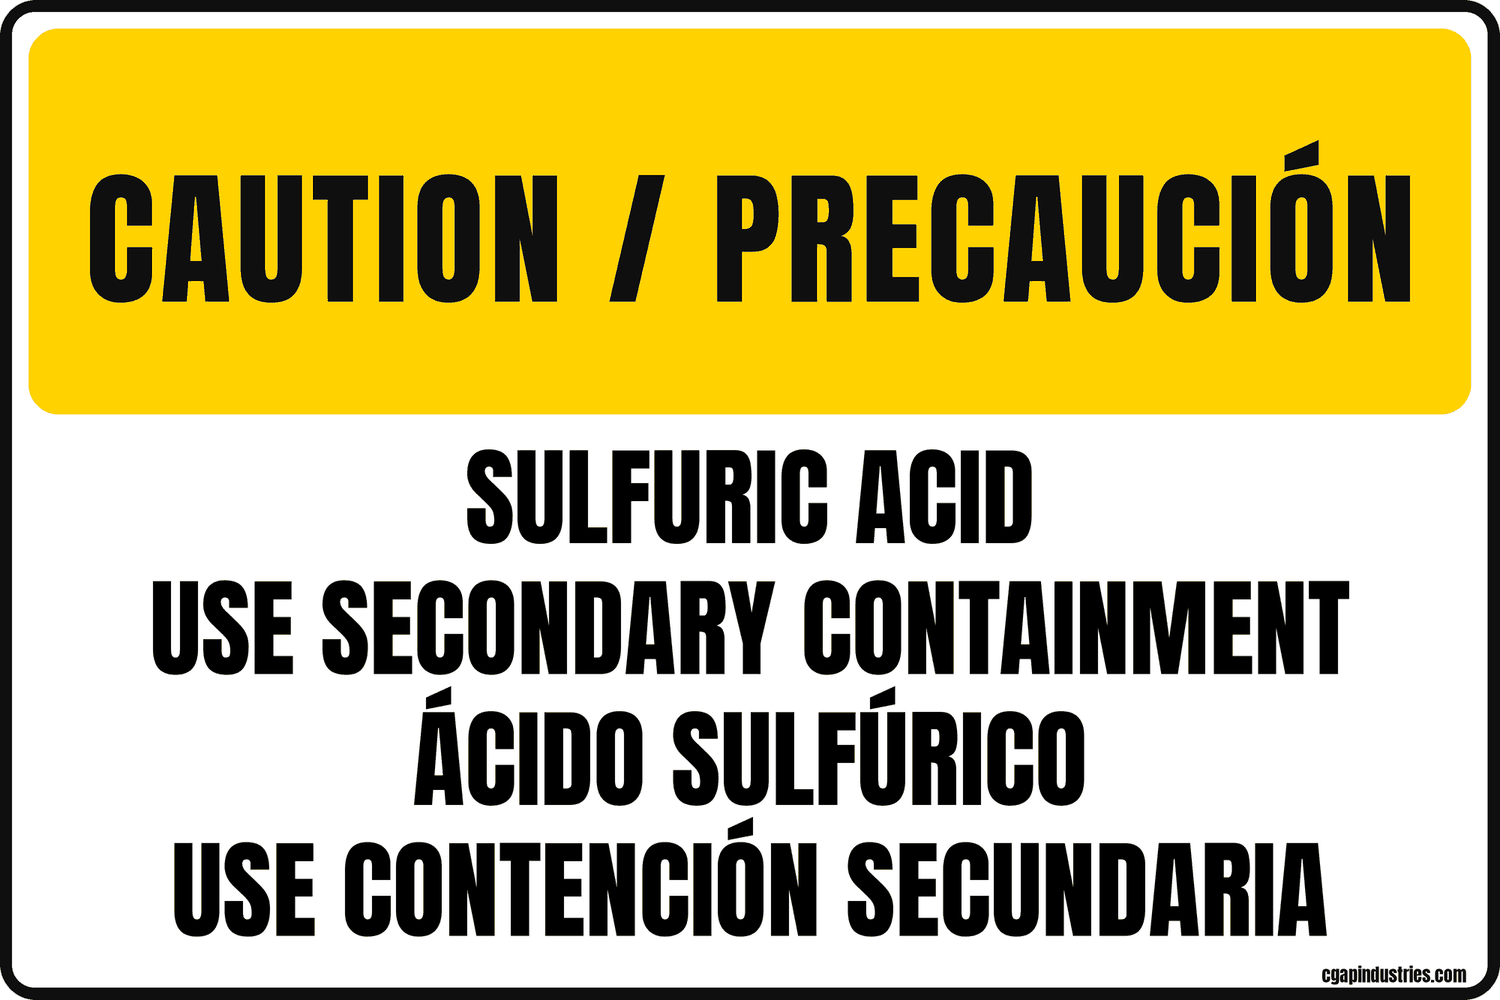 CAUTION / PRECAUCIÓN
SULFURIC ACID
USE SECONDARY CONTAINMENT
ÁCIDO SULFÚRICO
USE CONTENCIÓN SECUNDARIA
cgapindustries.com